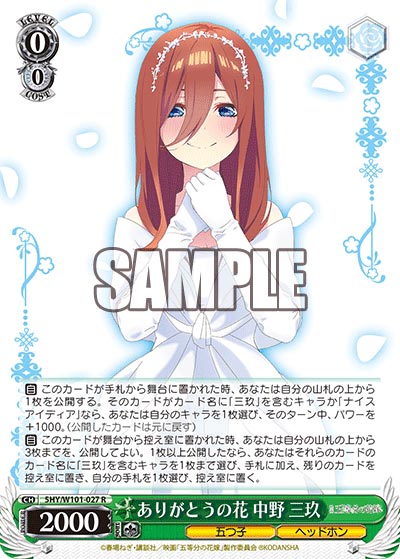 LEVEL
0
0
COST
SAMPLE
自 このカードが手札から舞台に置かれた時、あなたは自分の山札の上から
1枚を公開する。そのカードがカード名に「三玖」を含むキャラか「ナイス
アイディア」なら、あなたは自分のキャラを1枚選び、そのターン中、パワーを
+1000。(公開したカードは元に戻す)
自 このカードが舞台から控え室に置かれた時、あなたは自分の山札の上から
3枚までを、公開してよい。1枚以上公開したなら、あなたはそれらのカードの
カード名に「三玖」を含むキャラを1枚まで選び、手札に加え、残りのカードを
控え室に置き、自分の手札を1枚選び、控え室に置く。
CH 5HY/W101-027 R
2000
ありがとうの花 中野 三玖
五つ子
ヘッドホン
©春場ねぎ・講談社/映画「五等分の花嫁」製作委員会 ©KODANSHA